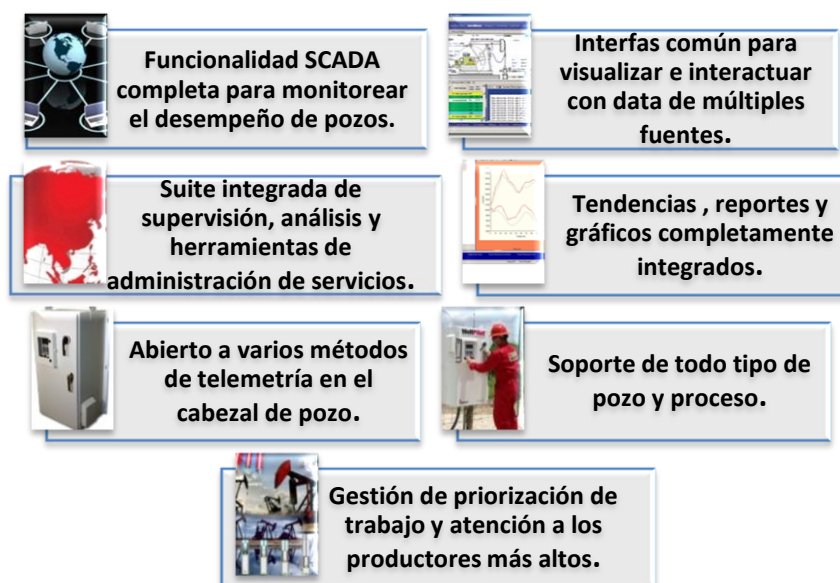 Funcionalidad SCADA
completa para monitorear
el desempeño de pozos.
Interfas común para
visualizar e interactuar
con data de múltiples
fuentes.
Suite integrada de
supervisión, análisis y
herramientas de
administración de servicios.
Tendencias , reportes y
gráficos completamente
integrados.
Abierto a varios métodos
de telemetría en el
cabezal de pozo.
Soporte de todo tipo de
pozo y proceso.
Gestión de priorización de
trabajo y atención a los
productores más altos.